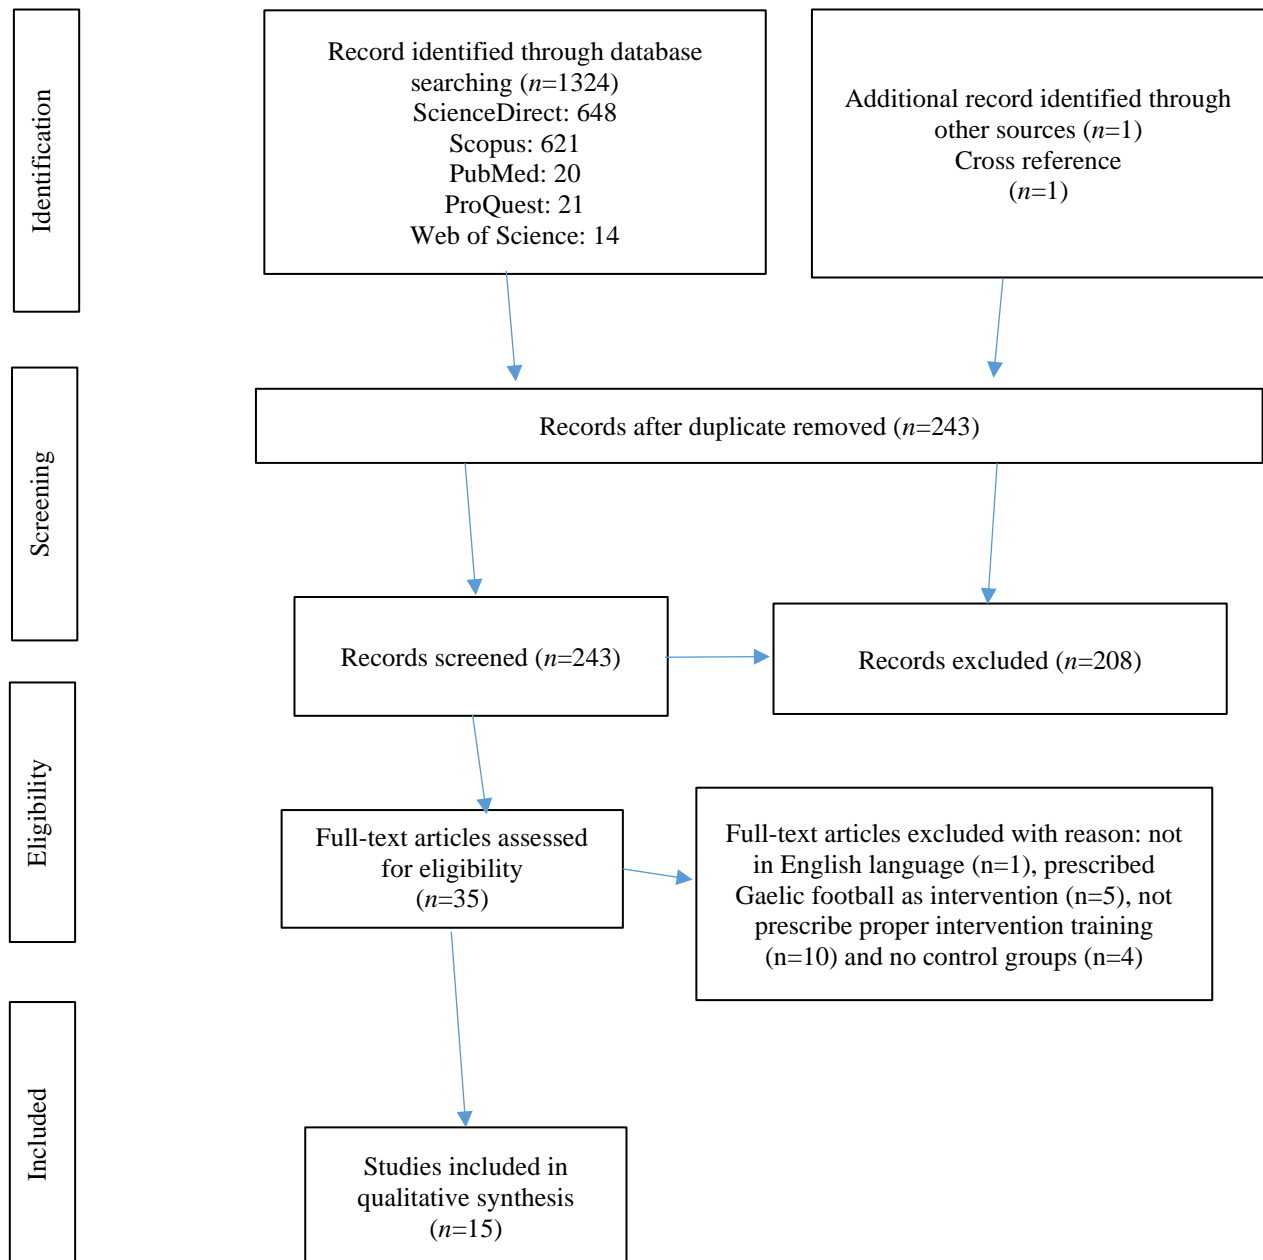 Identification
Record identified through database
searching (n=1324)
ScienceDirect: 648
Scopus: 621
PubMed: 20
ProQuest: 21
Web of Science: 14
Additional record identified through
other sources (n=1)
Cross reference
(n=1)
Screening
Records after duplicate removed (n=243)
Records screened (n=243)
Records excluded (n=208)
Eligibility
Full-text articles assessed
for eligibility
(n=35)
Full-text articles excluded with reason: not
in English language (n=1), prescribed
Gaelic football as intervention (n=5), not
prescribe proper intervention training
(n=10) and no control groups (n=4)
Included
Studies included in
qualitative synthesis
(n=15)